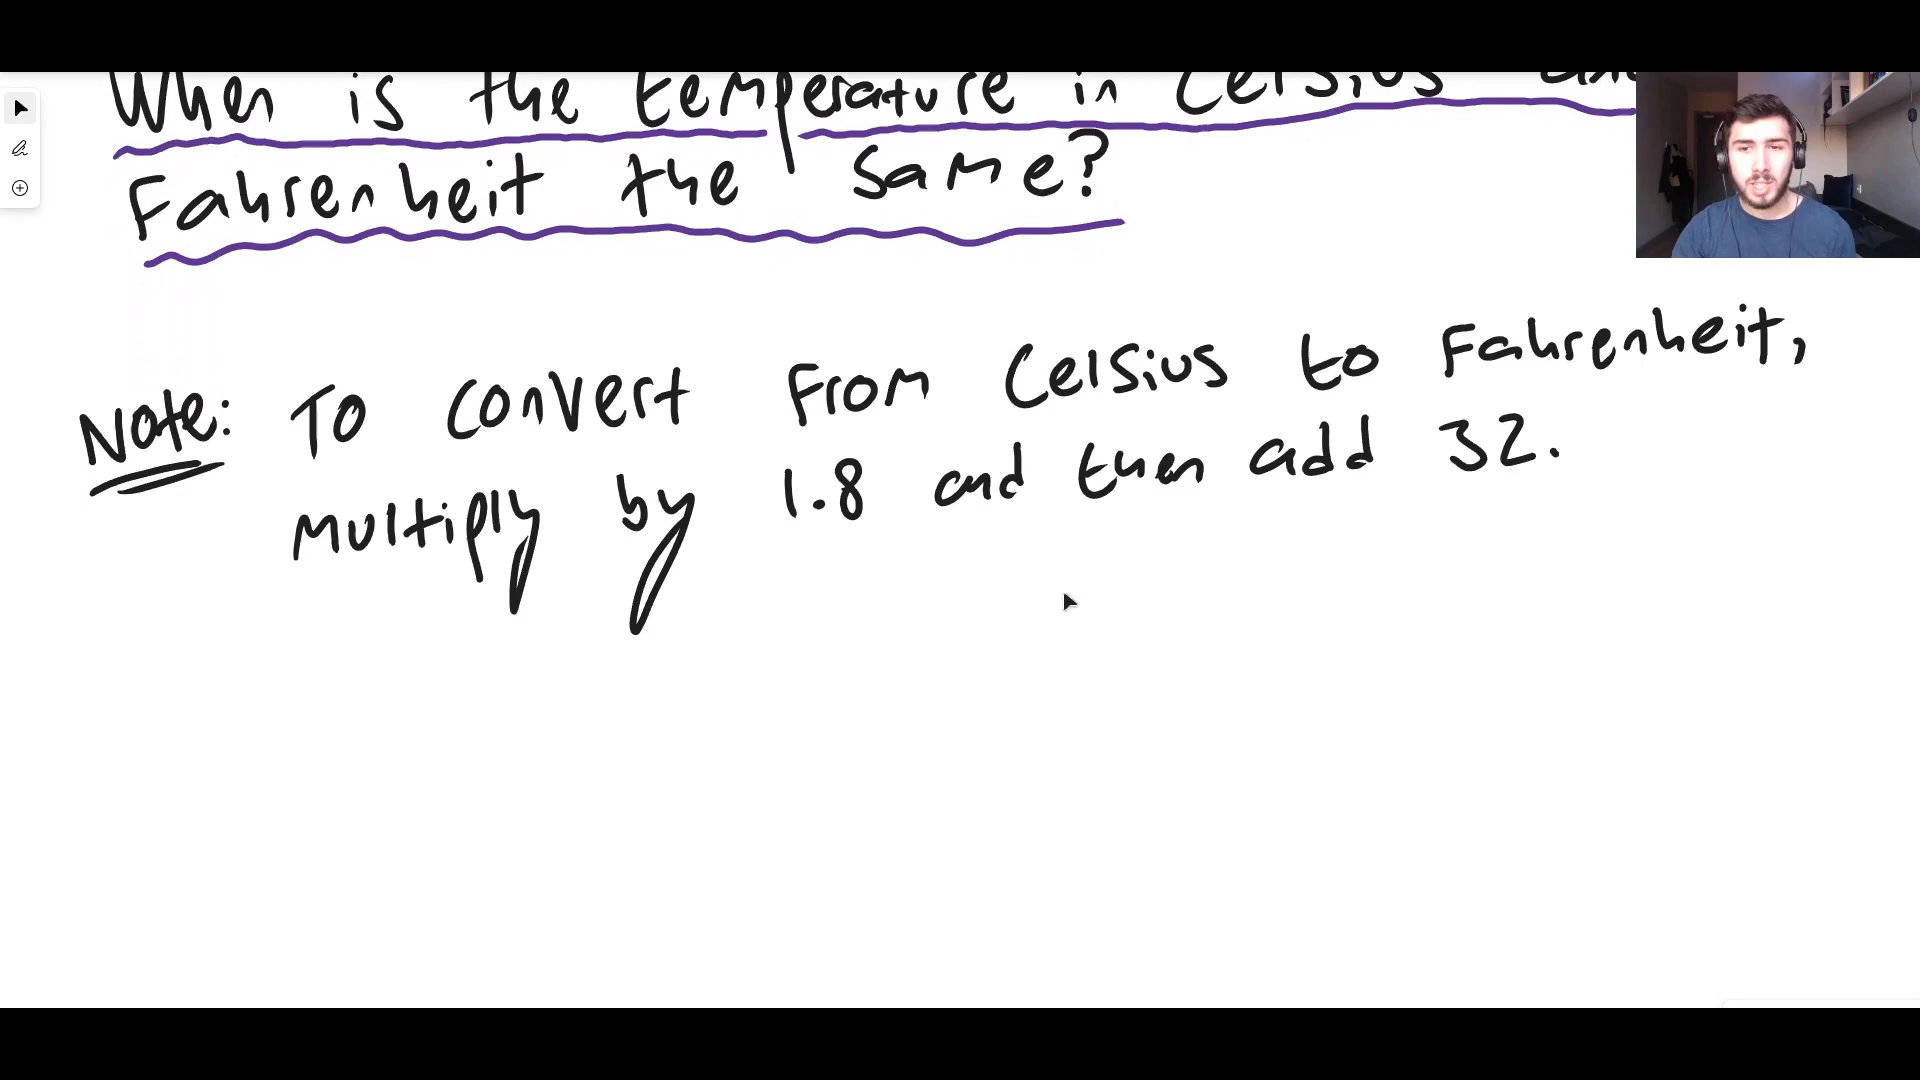 When is the temperature in Celsius and
Fahrenheit the same?
Note: To convert from Celsius to Fahrenheit,
multiply by 1.8 and then add 32.